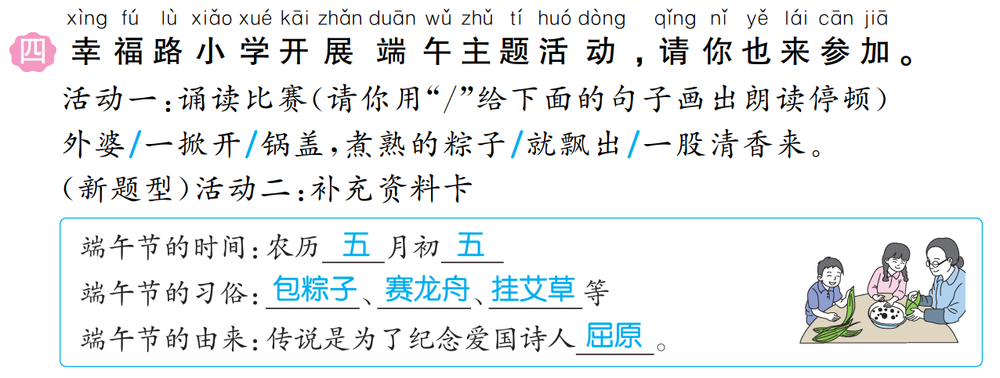 xìng fú lù xiǎo xué kāi zhǎn duān wǔ zhǔ tí huó dòng qǐng nǐ yě lái cān jiā
四 幸福路小学开展端午主题活动，请你也来参加。
活动一：诵读比赛（请你用“/”给下面的句子画出朗读停顿）
外婆/一掀开/锅盖，煮熟的粽子/就飘出/一股清香来。
（新题型）活动二：补充资料卡
端午节的时间：农历 五 月初 五
端午节的习俗：包粽子、赛龙舟、挂艾草等
端午节的由来：传说是为了纪念爱国诗人 屈原 。